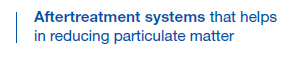 Aftertreatment systems that helps
in reducing particulate matter